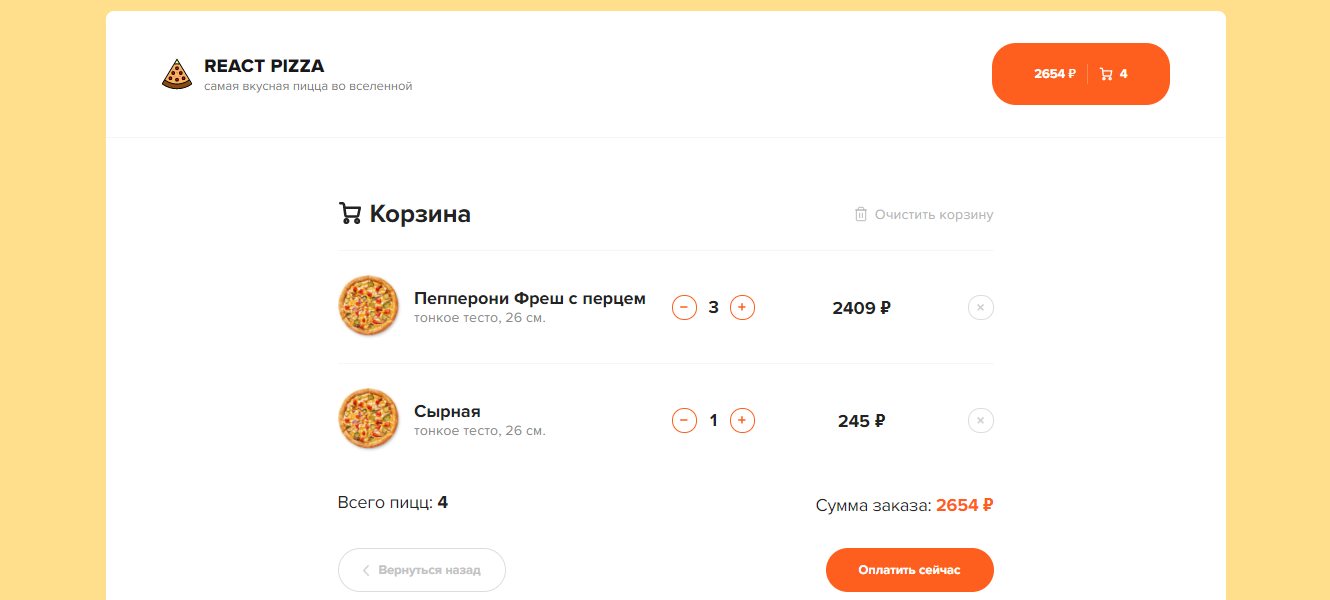 REACT PIZZA
самая вкусная пицца во вселенной
2654 ₽ 4
Корзина
Очистить корзину
Пепперони Фреш с перцем
тонкое тесто, 26 см.
3
2409 ₽
Сырная
тонкое тесто, 26 см.
1
245 ₽
Всего пицц: 4
Сумма заказа: 2654 ₽
Вернуться назад
Оплатить сейчас